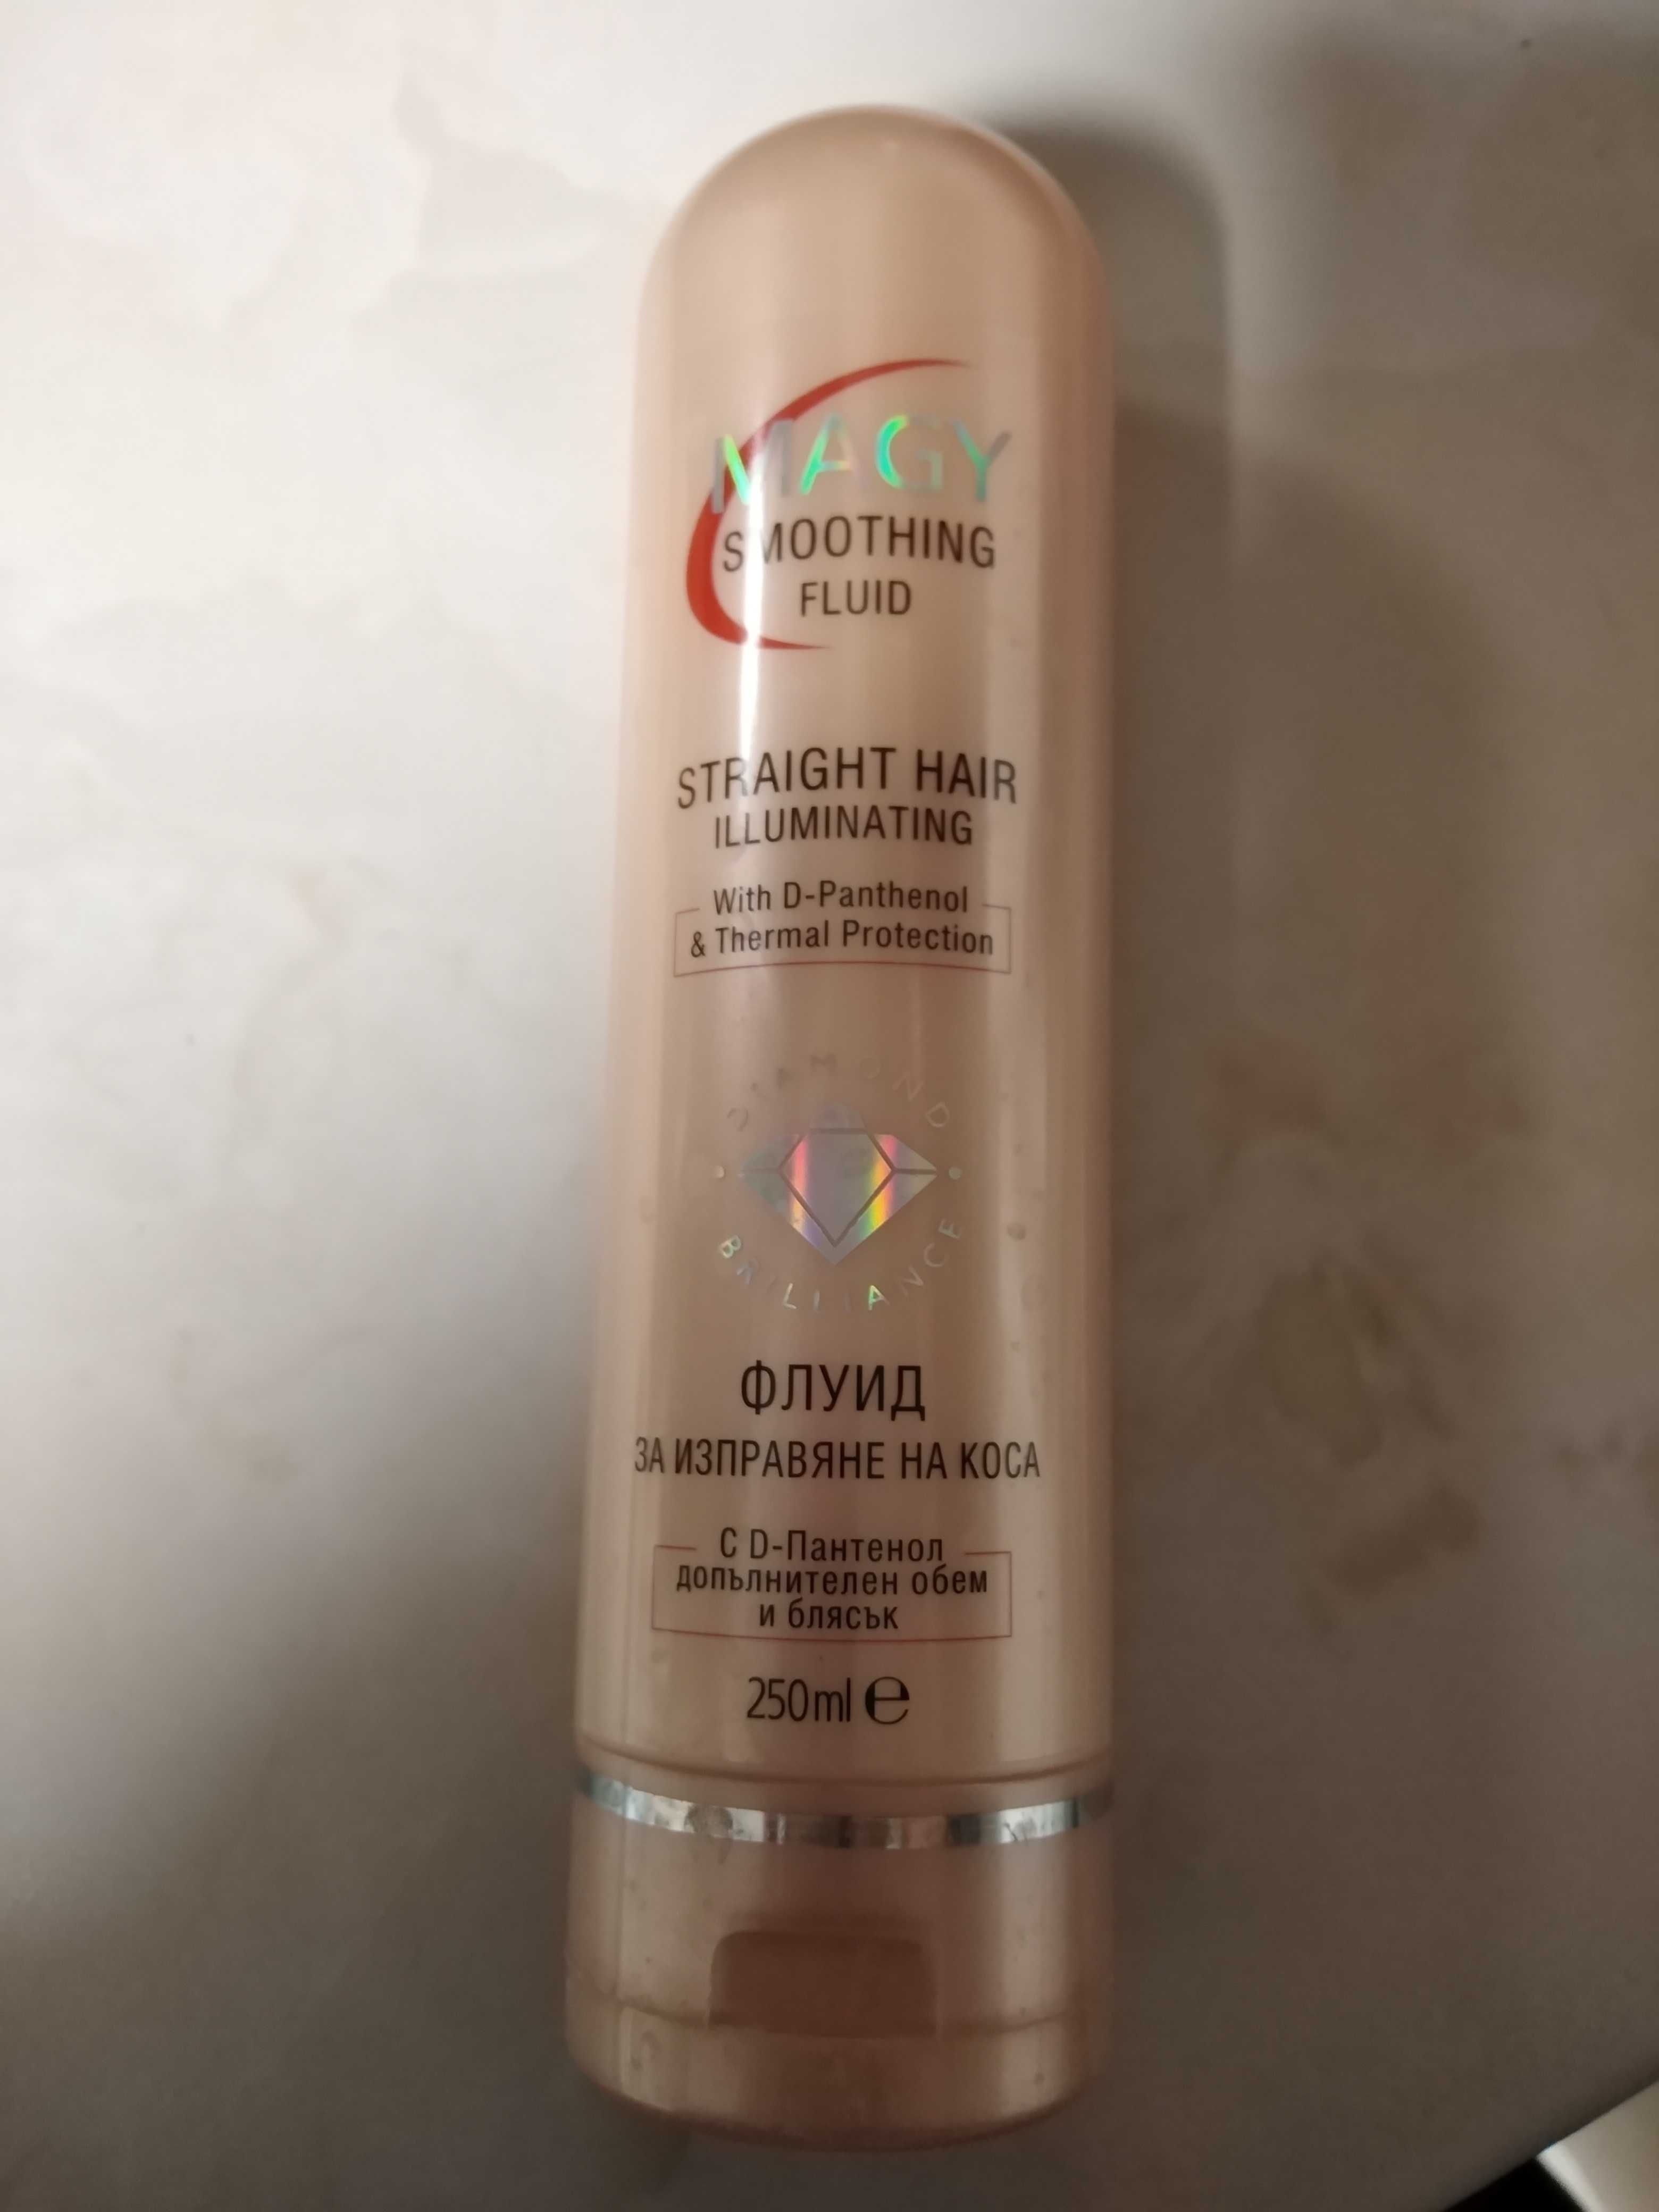 MAGY
SMOOTHING
FLUID
STRAIGHT HAIR
ILLUMINATING
With D-Panthenol
& Thermal Protection
DIAMOND
BRILLIANCE
ФЛУИД
ЗА ИЗПРАВЯНЕ НА КОСА
С D-Пантенол
допълнителен обем
и блясък
250ml e